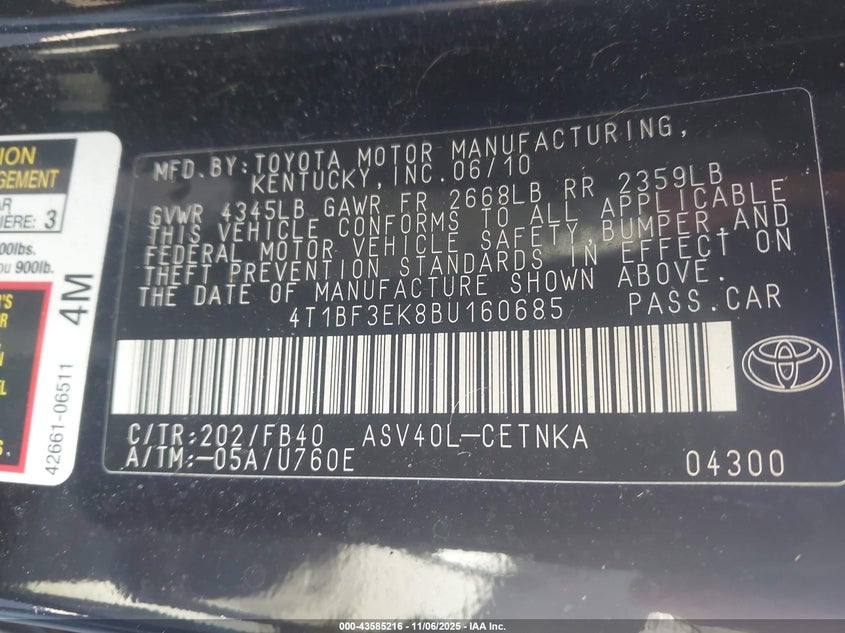 MFD.BY:TOYOTA MOTOR MANUFACTURING,
KENTUCKY,INC.06/10
GVWR 4345LB GAWR FR 2668LB RR 2359LB
THIS VEHICLE CONFORMS TO ALL APPLICABLE
FEDERAL MOTOR VEHICLE SAFETY,BUMPER,AND
THEFT PREVENTION STANDARDS IN EFFECT ON
THE DATE OF MANUFACTURE SHOWN ABOVE.
4T1BF3EK8BU160685 PASS.CAR
C/TR:202/FB40 ASV40L-CETNKA
A/TM:-05A/U760E
04300
GEMENT
3
00lbs.
900lb.
4M
42661-06511
000-43585216 - 11/06/2025 - IAA Inc.